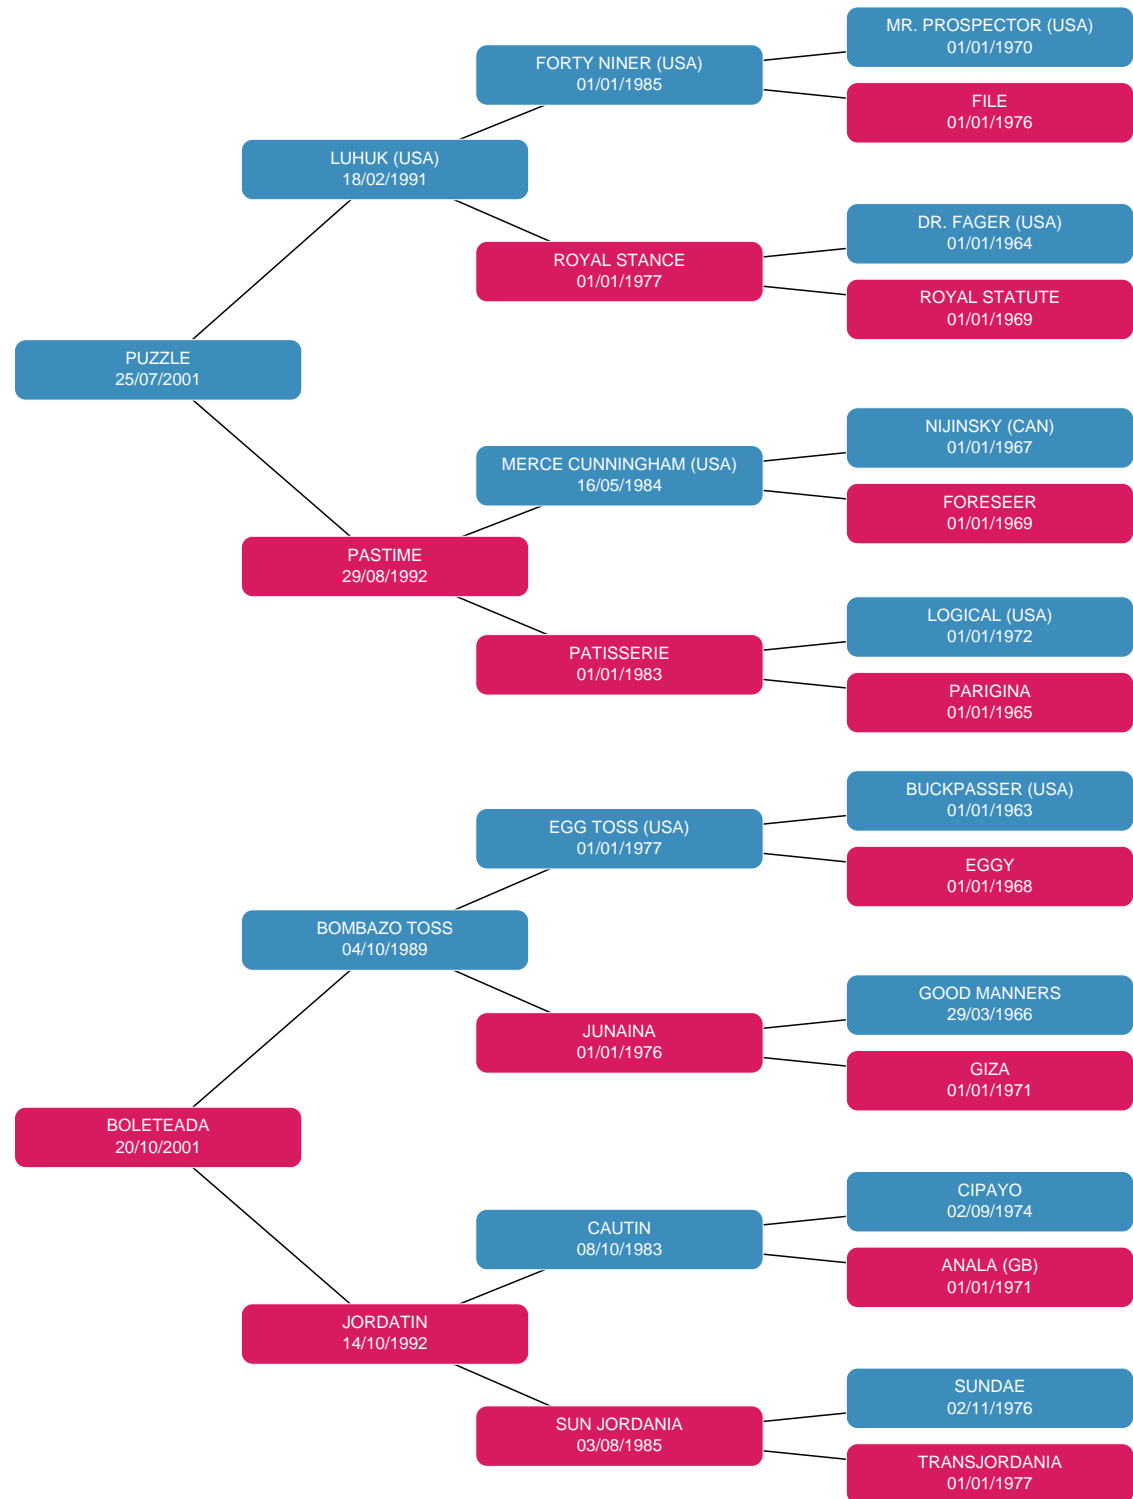 MR. PROSPECTOR (USA)
01/01/1970
FORTY NINER (USA)
01/01/1985
FILE
01/01/1976
LUHUK (USA)
18/02/1991
DR. FAGER (USA)
01/01/1964
ROYAL STANCE
01/01/1977
ROYAL STATUTE
01/01/1969
PUZZLE
25/07/2001
NIJINSKY (CAN)
01/01/1967
MERCE CUNNINGHAM (USA)
16/05/1984
FORESEER
01/01/1969
PASTIME
29/08/1992
LOGICAL (USA)
01/01/1972
PATISSERIE
01/01/1983
PARIGINA
01/01/1965
BUCKPASSER (USA)
01/01/1963
EGG TOSS (USA)
01/01/1977
EGGY
01/01/1968
BOMBAZO TOSS
04/10/1989
GOOD MANNERS
29/03/1966
JUNAINA
01/01/1976
GIZA
01/01/1971
BOLETEADA
20/10/2001
CIPAYO
02/09/1974
CAUTIN
08/10/1983
ANALA (GB)
01/01/1971
JORDATIN
14/10/1992
SUNDAE
02/11/1976
SUN JORDANIA
03/08/1985
TRANSJORDANIA
01/01/1977